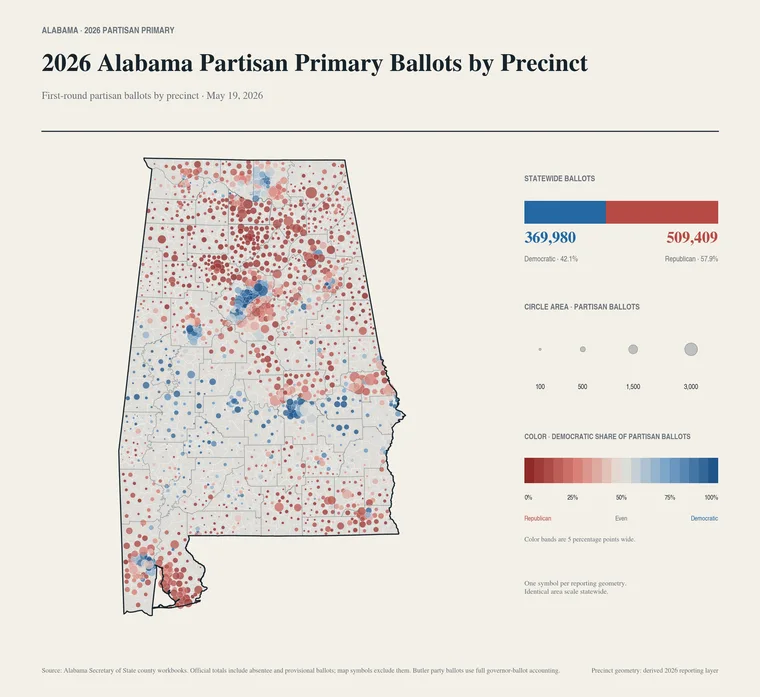 ALABAMA · 2026 PARTISAN PRIMARY
2026 Alabama Partisan Primary Ballots by Precinct
First-round partisan ballots by precinct · May 19, 2026
STATEWIDE BALLOTS
369,980 509,409
Democratic · 42.1% Republican · 57.9%
CIRCLE AREA · PARTISAN BALLOTS
100 500 1,500 3,000
COLOR · DEMOCRATIC SHARE OF PARTISAN BALLOTS
0% 25% 50% 75% 100%
Republican Even Democratic
Color bands are 5 percentage points wide.
One symbol per reporting geometry.
Identical area scale statewide.
Source: Alabama Secretary of State county workbooks. Official totals include absentee and provisional ballots; map symbols exclude them. Butler party ballots use full governor-ballot accounting. Precinct geometry: derived 2026 reporting layer